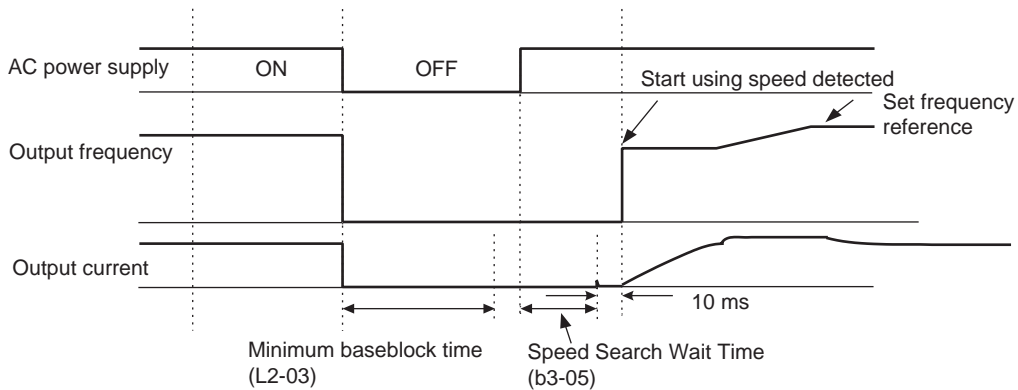 AC power supply
ON
OFF
Start using speed detected
Set frequency
reference
Output frequency
Output current
10 ms
Minimum baseblock time
(L2-03)
Speed Search Wait Time
(b3-05)